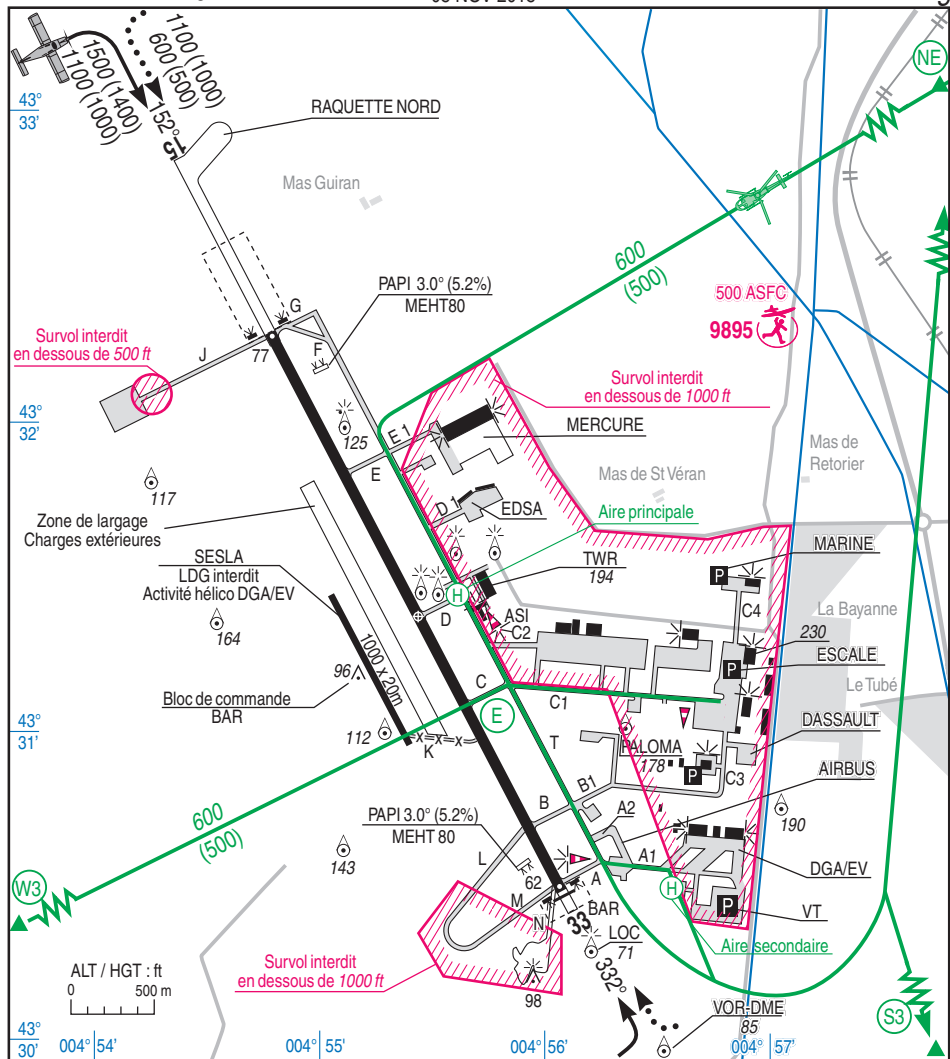 1100 (1000)
600 (500)
1500 (1400)
1100 (1000)
152°
15
NE
43°
33'
RAQUETTE NORD
Mas Guiran
600
(500)
PAPI 3.0° (5.2%)
MEHT80
500 ASFC
9895
G
F
J
77
Survol interdit
en dessous de 500 ft
Survol interdit
en dessous de 1000 ft
43°
32'
125
E 1
E
MERCURE
Mas de
Retorier
117
Mas de St Véran
D 1
EDSA
Aire principale
Zone de largage
Charges extérieures
SESLA
LDG interdit
Activité hélico DGA/EV
TWR
194
MARINE
P
H
D
ASI
C2
C4
La Bayanne
164
230
ESCALE
P
1000 x 20m
96
Bloc de commande
BAR
C
C1
E
Le Tubé
DASSAULT
43°
31'
112
K
T
PALOMA
178
P
C3
AIRBUS
B1
B
A2
190
600
(500)
PAPI 3.0° (5.2%)
MEHT 80
143
L
A1
DGA/EV
W3
62
A
M
H
P
VT
N
BAR
33
LOC
71
332°
Aire secondaire
Survol interdit
en dessous de 1000 ft
98
ALT / HGT : ft
0 500 m
VOR-DME
85
S3
43°
30'
004° 54'
004° 55'
004° 56'
004° 57'